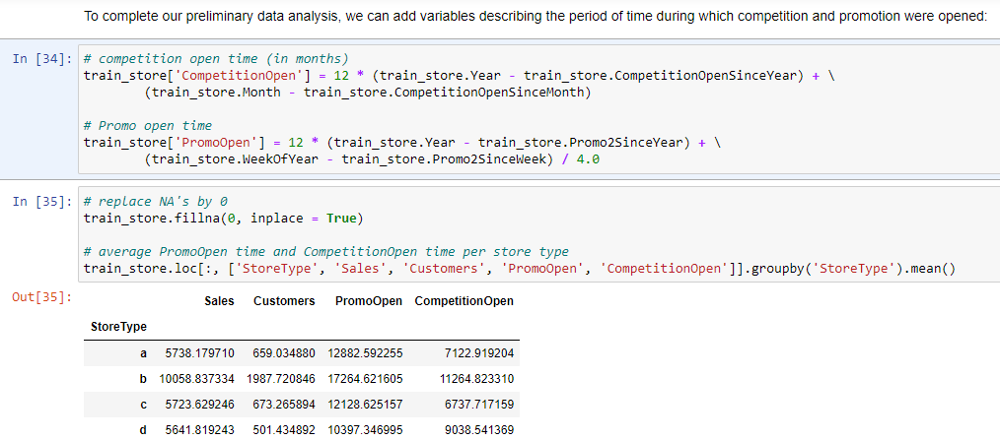 To complete our preliminary data analysis, we can add variables describing the period of time during which competition and promotion were opened:
In [34]: # competition open time (in months)
train_store['CompetitionOpen'] = 12 * (train_store.Year - train_store.CompetitionOpenSinceYear) + \
(train_store.Month - train_store.CompetitionOpenSinceMonth)
# Promo open time
train_store['PromoOpen'] = 12 * (train_store.Year - train_store.Promo2SinceYear) + \
(train_store.WeekOfYear - train_store.Promo2SinceWeek) / 4.0
In [35]: # replace NA's by 0
train_store.fillna(0, inplace = True)
# average PromoOpen time and CompetitionOpen time per store type
train_store.loc[:, ['StoreType', 'Sales', 'Customers', 'PromoOpen', 'CompetitionOpen']].groupby('StoreType').mean()
Out[35]:
Sales Customers PromoOpen CompetitionOpen
StoreType
a 5738.179710 659.034880 12882.592255 7122.919204
b 10058.837334 1987.720846 17264.621605 11264.823310
c 5723.629246 673.265894 12128.625157 6737.717159
d 5641.819243 501.434892 10397.346995 9038.541369